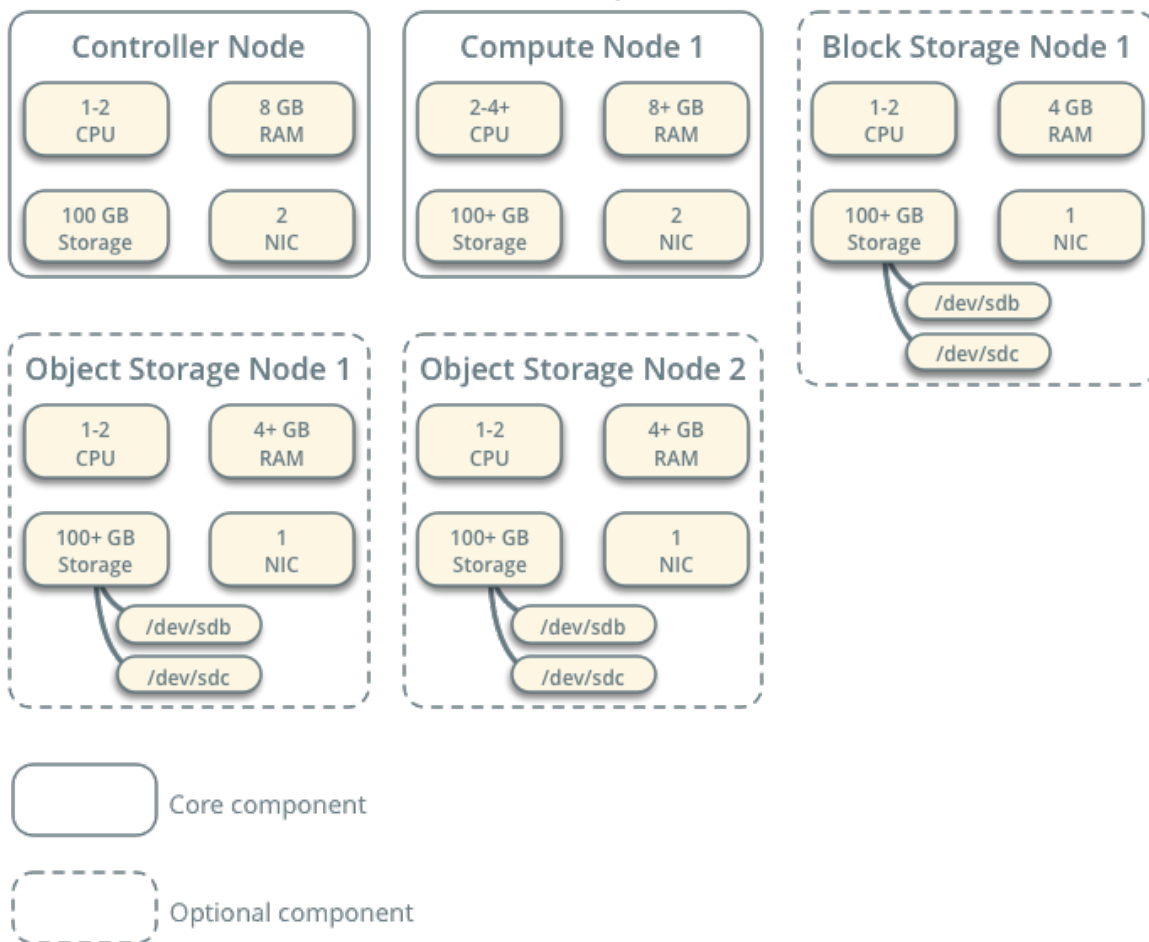 Controller Node
1-2
CPU
8 GB
RAM
100 GB
Storage
2
NIC
Compute Node 1
2-4+
CPU
8+ GB
RAM
100+ GB
Storage
2
NIC
Block Storage Node 1
1-2
CPU
4 GB
RAM
100+ GB
Storage
1
NIC
/dev/sdb
/dev/sdc
Object Storage Node 1
1-2
CPU
4+ GB
RAM
100+ GB
Storage
1
NIC
/dev/sdb
/dev/sdc
Object Storage Node 2
1-2
CPU
4+ GB
RAM
100+ GB
Storage
1
NIC
/dev/sdb
/dev/sdc
Core component
Optional component